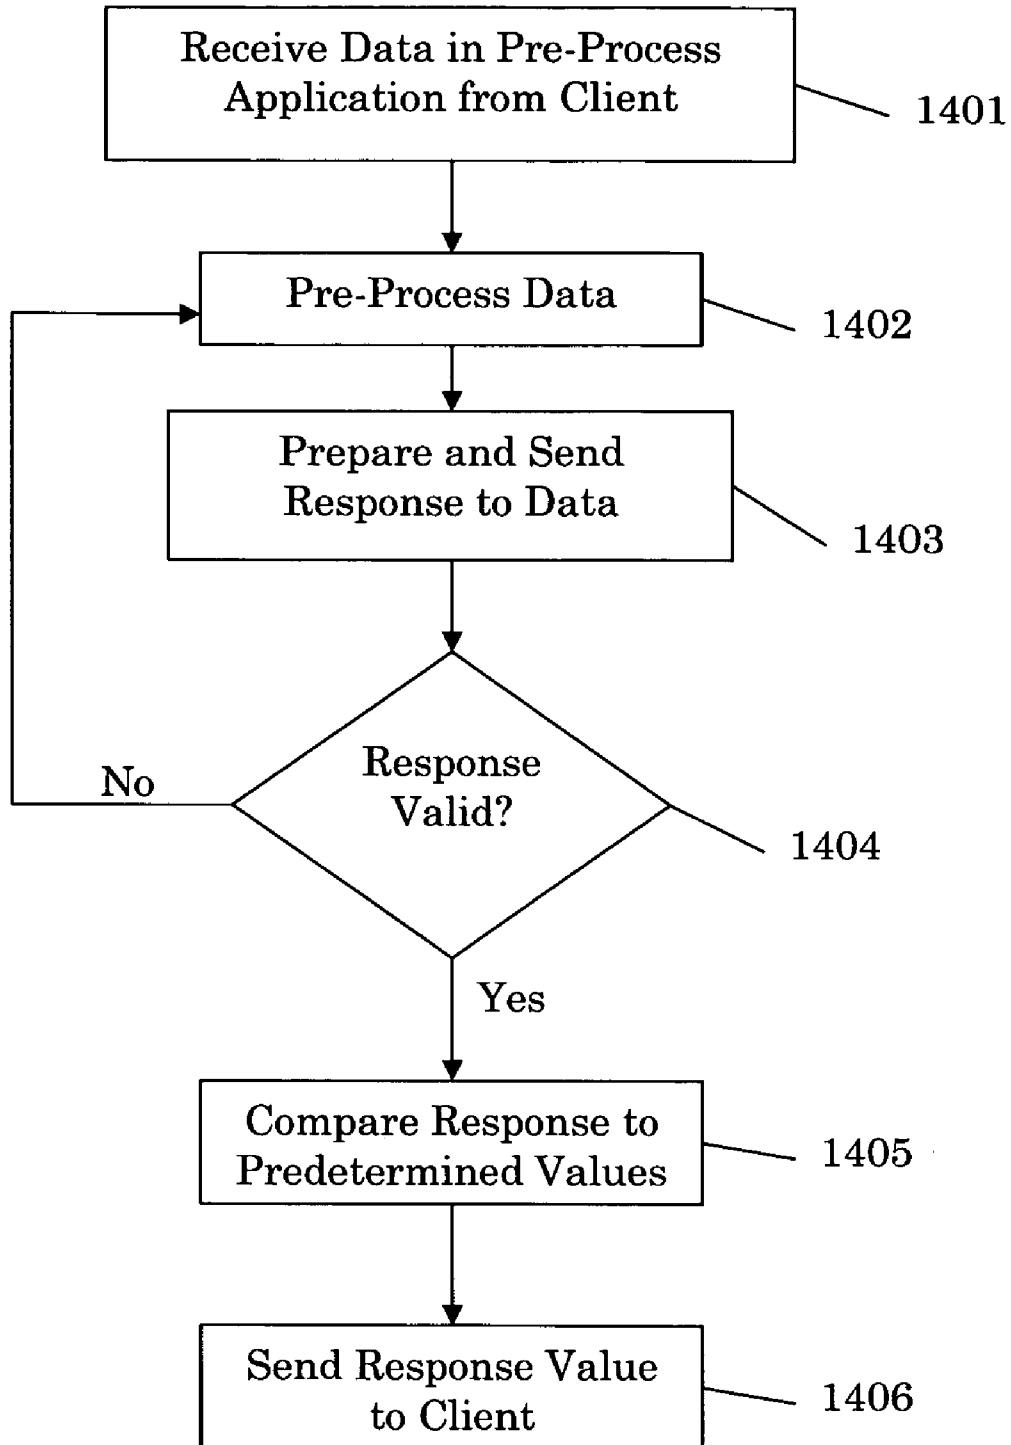 Receive Data in Pre-Process
Application from Client
1401
Pre-Process Data
1402
Prepare and Send
Response to Data
1403
Response
Valid?
No
1404
Yes
Compare Response to
Predetermined Values
1405
Send Response Value
to Client
1406